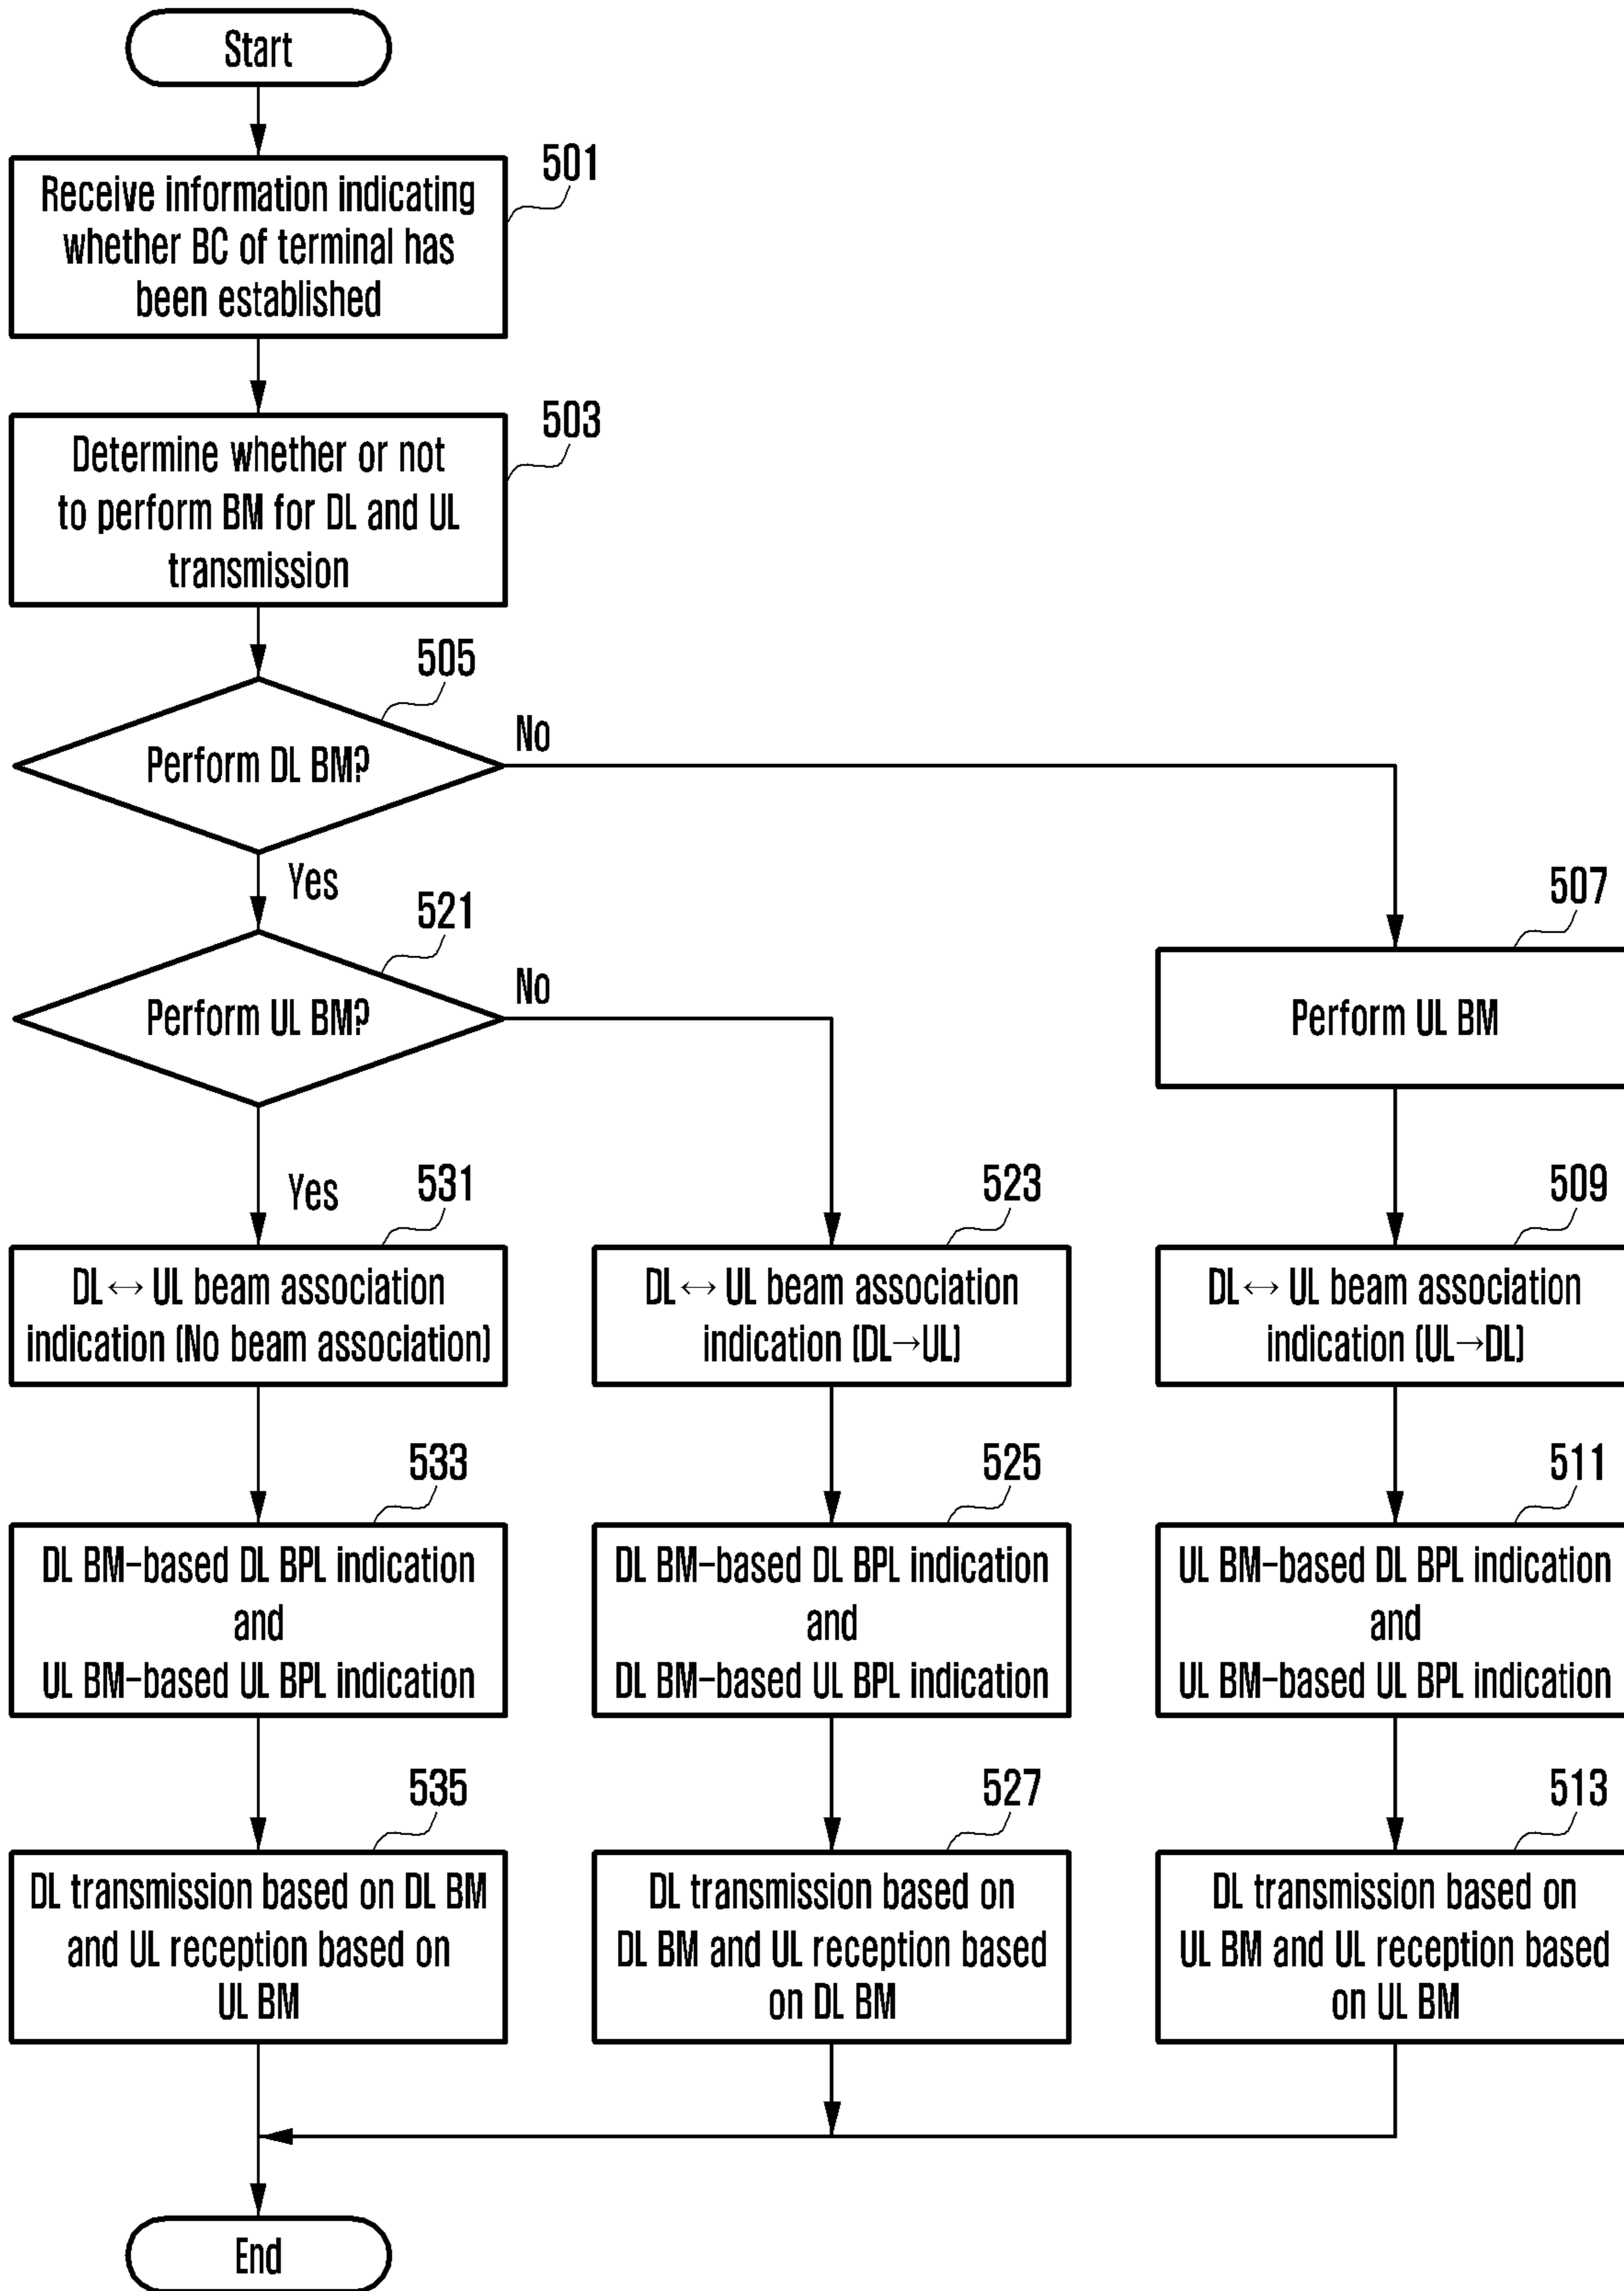 Start
501
Receive information indicating
whether BC of terminal has
been established
503
Determine whether or not
to perform BM for DL and UL
transmission
505
Perform DL BM?
No
Yes
507
Perform UL BM
521
Perform UL BM?
No
Yes
531
DL↔UL beam association
indication (No beam association)
523
DL↔UL beam association
indication (DL→UL)
509
DL↔UL beam association
indication (UL→DL)
533
DL BM-based DL BPL indication
and
UL BM-based UL BPL indication
525
DL BM-based DL BPL indication
and
DL BM-based UL BPL indication
511
UL BM-based DL BPL indication
and
UL BM-based UL BPL indication
535
DL transmission based on DL BM
and UL reception based on
UL BM
527
DL transmission based on
DL BM and UL reception based
on DL BM
513
DL transmission based on
UL BM and UL reception based
on UL BM
End